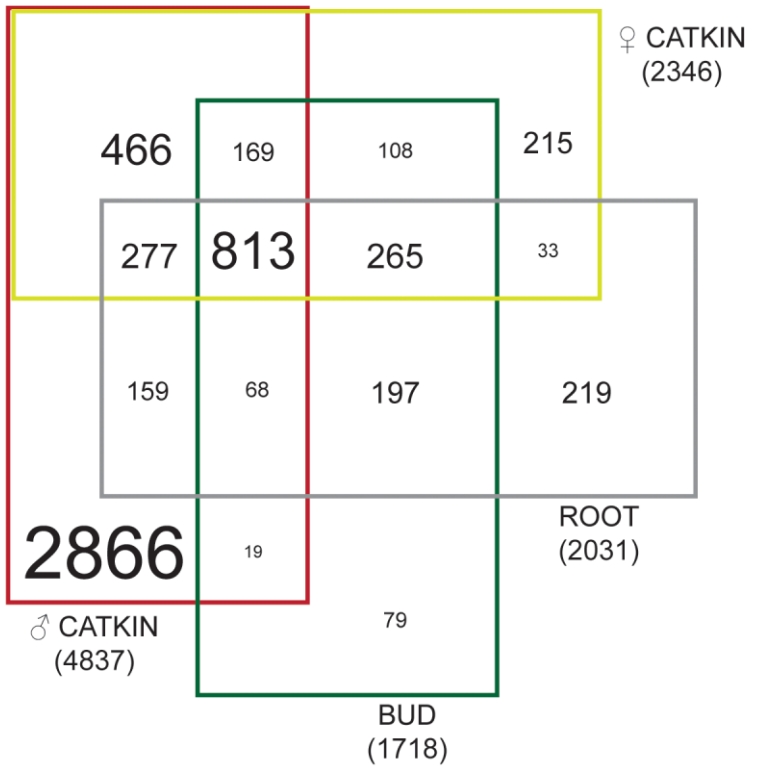 ♀ CATKIN
(2346)
466 169 108 215
277 813 265 33
159 68 197 219
ROOT
(2031)
2866 19
♂ CATKIN
(4837)
79
BUD
(1718)